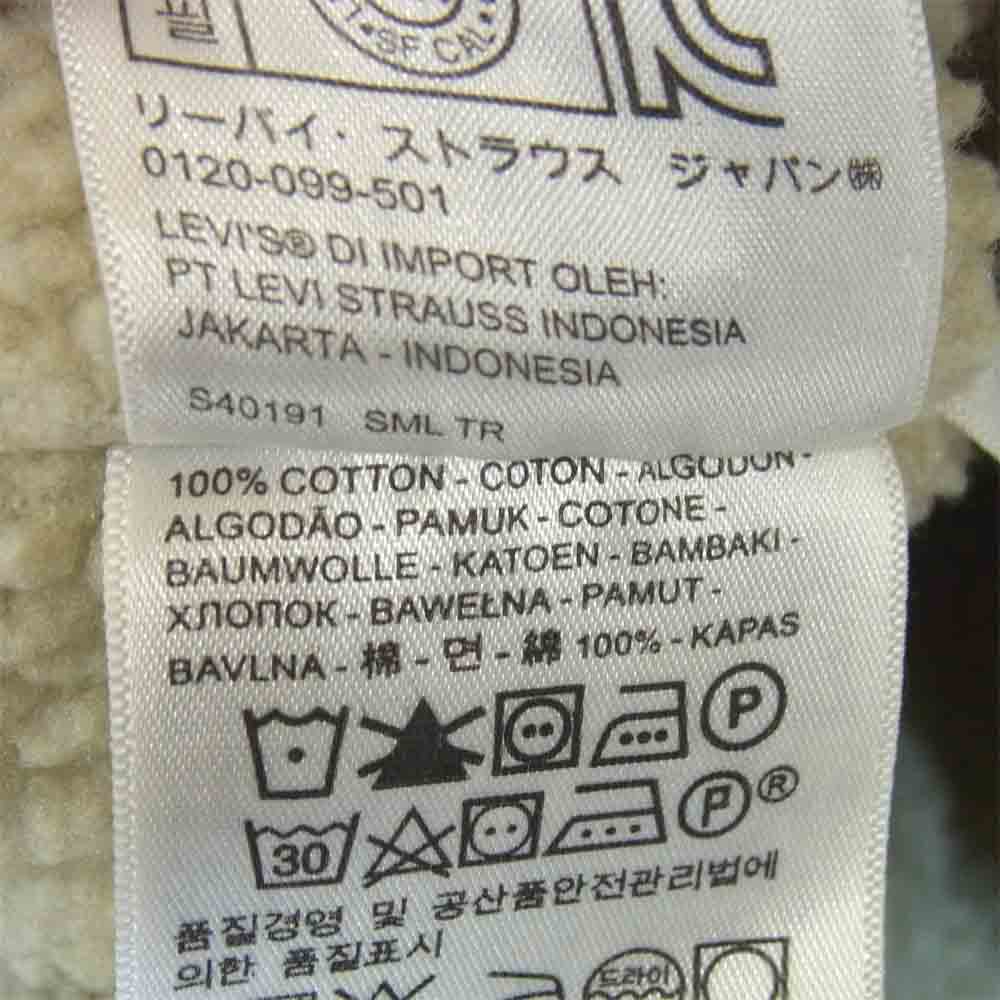 필
SF CAL
リーバイ・ストラウス ジャパン㈱
0120-099-501
LEVI'S® DI IMPORT OLEH:
PT LEVI STRAUSS INDONESIA
JAKARTA - INDONESIA
S40191 SML TR
100% COTTON - COTON - ALGODON -
ALGODÃO - PAMUK - COTONE -
BAUMWOLLE - KATOEN - BAMBAKI -
ХЛОПОК - BAWEŁNA - PAMUT -
BAVLNA - 棉 - 면 - 綿 100% - KAPAS
P
30 P ®
품질경영 및 공산품안전관리법에
의한 품질표시
드라이